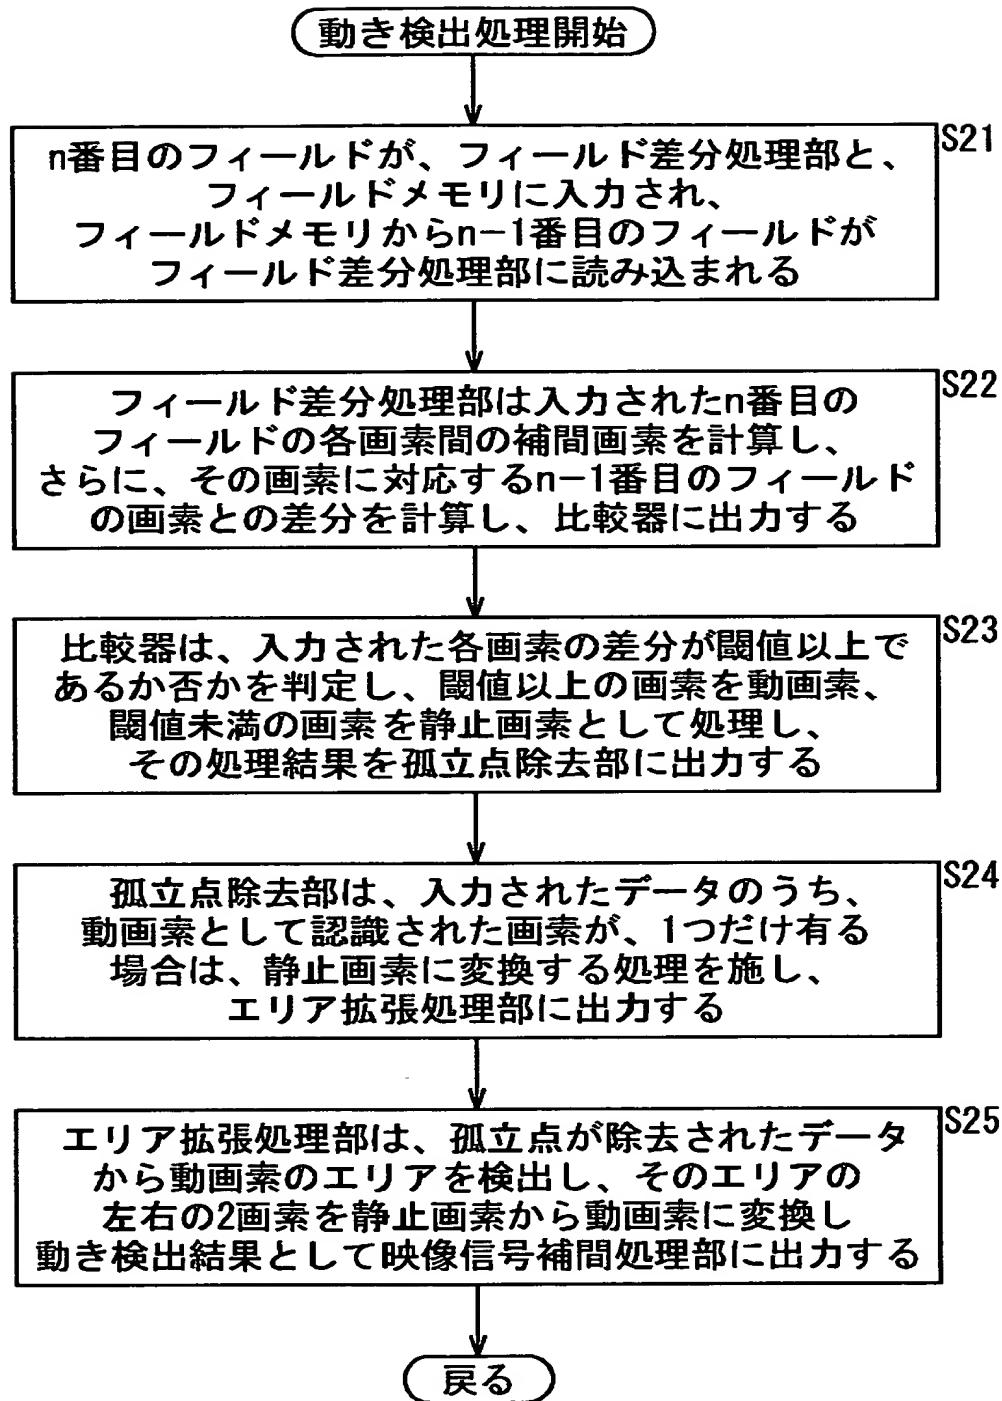 動き検出処理開始
S21
n番目のフィールドが、フィールド差分処理部と、
フィールドメモリに入力され、
フィールドメモリからn−1番目のフィールドが
フィールド差分処理部に読み込まれる
S22
フィールド差分処理部は入力されたn番目の
フィールドの各画素間の補間画素を計算し、
さらに、その画素に対応するn−1番目のフィールド
の画素との差分を計算し、比較器に出力する
S23
比較器は、入力された各画素の差分が閾値以上で
あるか否かを判定し、閾値以上の画素を動画素、
閾値未満の画素を静止画素として処理し、
その処理結果を孤立点除去部に出力する
S24
孤立点除去部は、入力されたデータのうち、
動画素として認識された画素が、1つだけ有る
場合は、静止画素に変換する処理を施し、
エリア拡張処理部に出力する
S25
エリア拡張処理部は、孤立点が除去されたデータ
から動画素のエリアを検出し、そのエリアの
左右の2画素を静止画素から動画素に変換し
動き検出結果として映像信号補間処理部に出力する
戻る